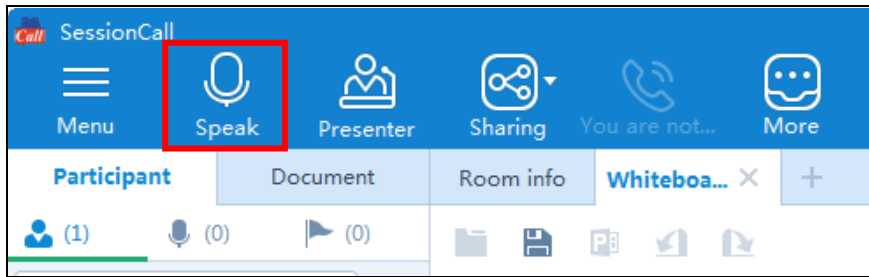 Call SessionCall
Menu Speak Presenter Sharing You are not... More
Participant Document Room info Whiteboa...
(1) (0) (0)